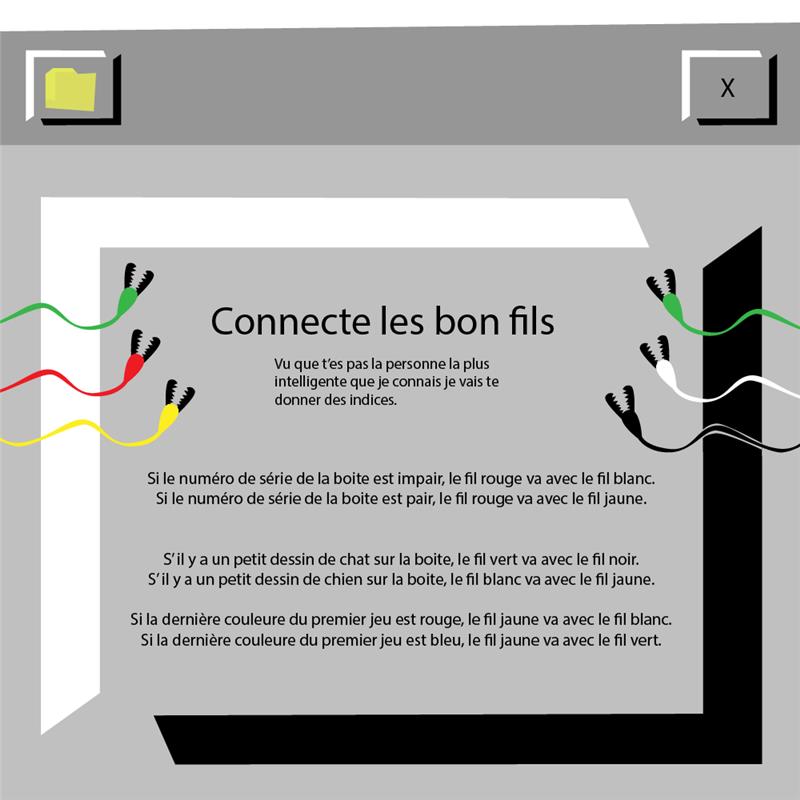 X
Connecte les bon fils
Vu que t'es pas la personne la plus
intelligente que je connais je vais te
donner des indices.
Si le numéro de série de la boite est impair, le fil rouge va avec le fil blanc.
Si le numéro de série de la boite est pair, le fil rouge va avec le fil jaune.
S'il y a un petit dessin de chat sur la boite, le fil vert va avec le fil noir.
S'il y a un petit dessin de chien sur la boite, le fil blanc va avec le fil jaune.
Si la dernière couleure du premier jeu est rouge, le fil jaune va avec le fil blanc.
Si la dernière couleure du premier jeu est bleu, le fil jaune va avec le fil vert.